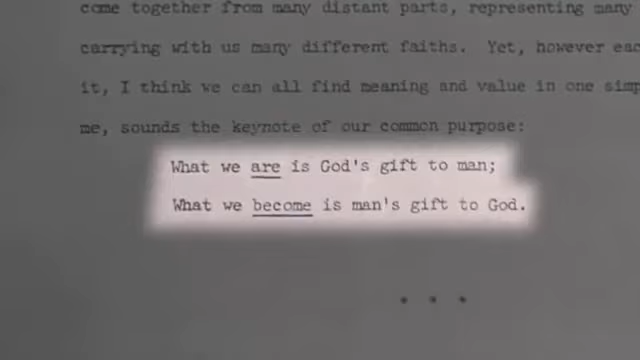 come together from many distant parts, representing many
carrying with us many different faiths. Yet, however eac
it, I think we can all find meaning and value in one simp
me, sounds the keynote of our common purpose:
What we are is God's gift to man;
What we become is man's gift to God.
. . .